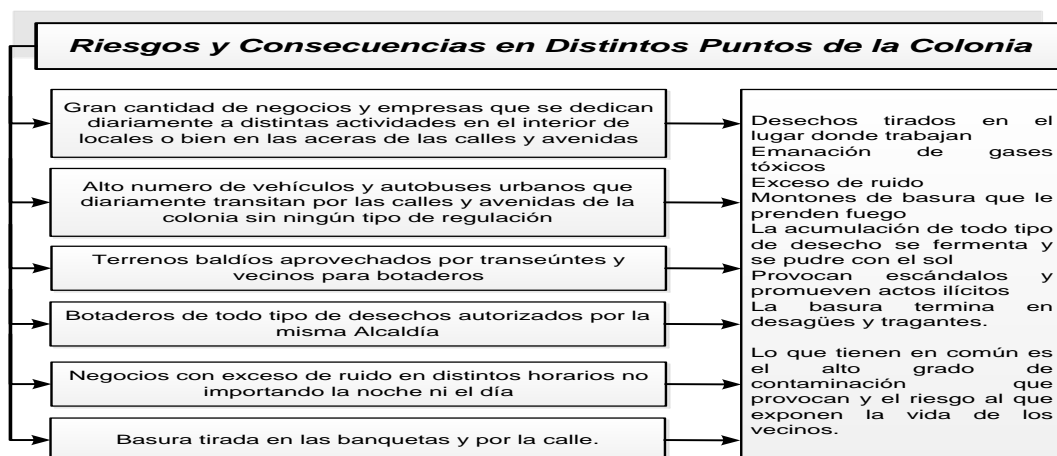 Riesgos y Consecuencias en Distintos Puntos de la Colonia
Gran cantidad de negocios y empresas que se dedican
diariamente a distintas actividades en el interior de
locales o bien en las aceras de las calles y avenidas
Alto numero de vehículos y autobuses urbanos que
diariamente transitan por las calles y avenidas de la
colonia sin ningún tipo de regulación
Terrenos baldíos aprovechados por transeúntes y
vecinos para botaderos
Botaderos de todo tipo de desechos autorizados por la
misma Alcaldía
Negocios con exceso de ruido en distintos horarios no
importando la noche ni el día
Basura tirada en las banquetas y por la calle.
Desechos tirados en el
lugar donde trabajan
Emanación de gases
tóxicos
Exceso de ruido
Montones de basura que le
prenden fuego
La acumulación de todo tipo
de desecho se fermenta y
se pudre con el sol
Provocan escándalos y
promueven actos ilícitos
La basura termina en
desagües y tragantes.
Lo que tienen en común es
el alto grado de
contaminación que
provocan y el riesgo al que
exponen la vida de los
vecinos.